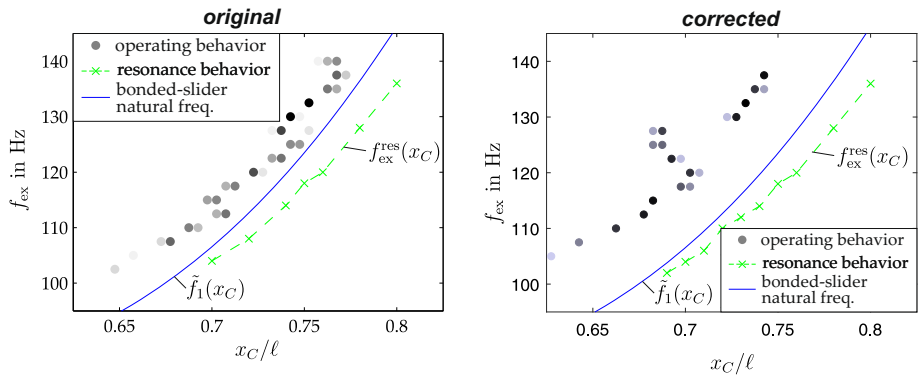 original
operating behavior
resonance behavior
bonded-slider
natural freq.
140
130
120
110
100
f_ex in Hz
f_ex^res(x_C)
f̃_1(x_C)
0.65
0.7
0.75
0.8
x_C/ℓ
corrected
140
130
120
110
100
f_ex in Hz
f_ex^res(x_C)
operating behavior
resonance behavior
bonded-slider
natural freq.
f̃_1(x_C)
0.65
0.7
0.75
0.8
x_C/ℓ